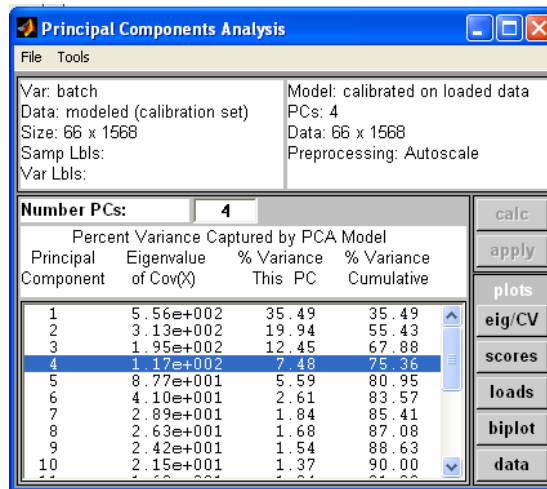 Principal Components Analysis
File Tools
Var: batch
Data: modeled (calibration set)
Size: 66 x 1568
Samp Lbls:
Var Lbls:
Model: calibrated on loaded data
PCs: 4
Data: 66 x 1568
Preprocessing: Autoscale
Number PCs: 4
Percent Variance Captured by PCA Model
Principal Eigenvalue % Variance % Variance
Component of Cov(X) This PC Cumulative
1 5.56e+002 35.49 35.49
2 3.13e+002 19.94 55.43
3 1.95e+002 12.45 67.88
4 1.17e+002 7.48 75.36
5 8.77e+001 5.59 80.95
6 4.10e+001 2.61 83.57
7 2.89e+001 1.84 85.41
8 2.63e+001 1.68 87.08
9 2.42e+001 1.54 88.63
10 2.15e+001 1.37 90.00
calc
apply
plots
eig/CV
scores
loads
biplot
data